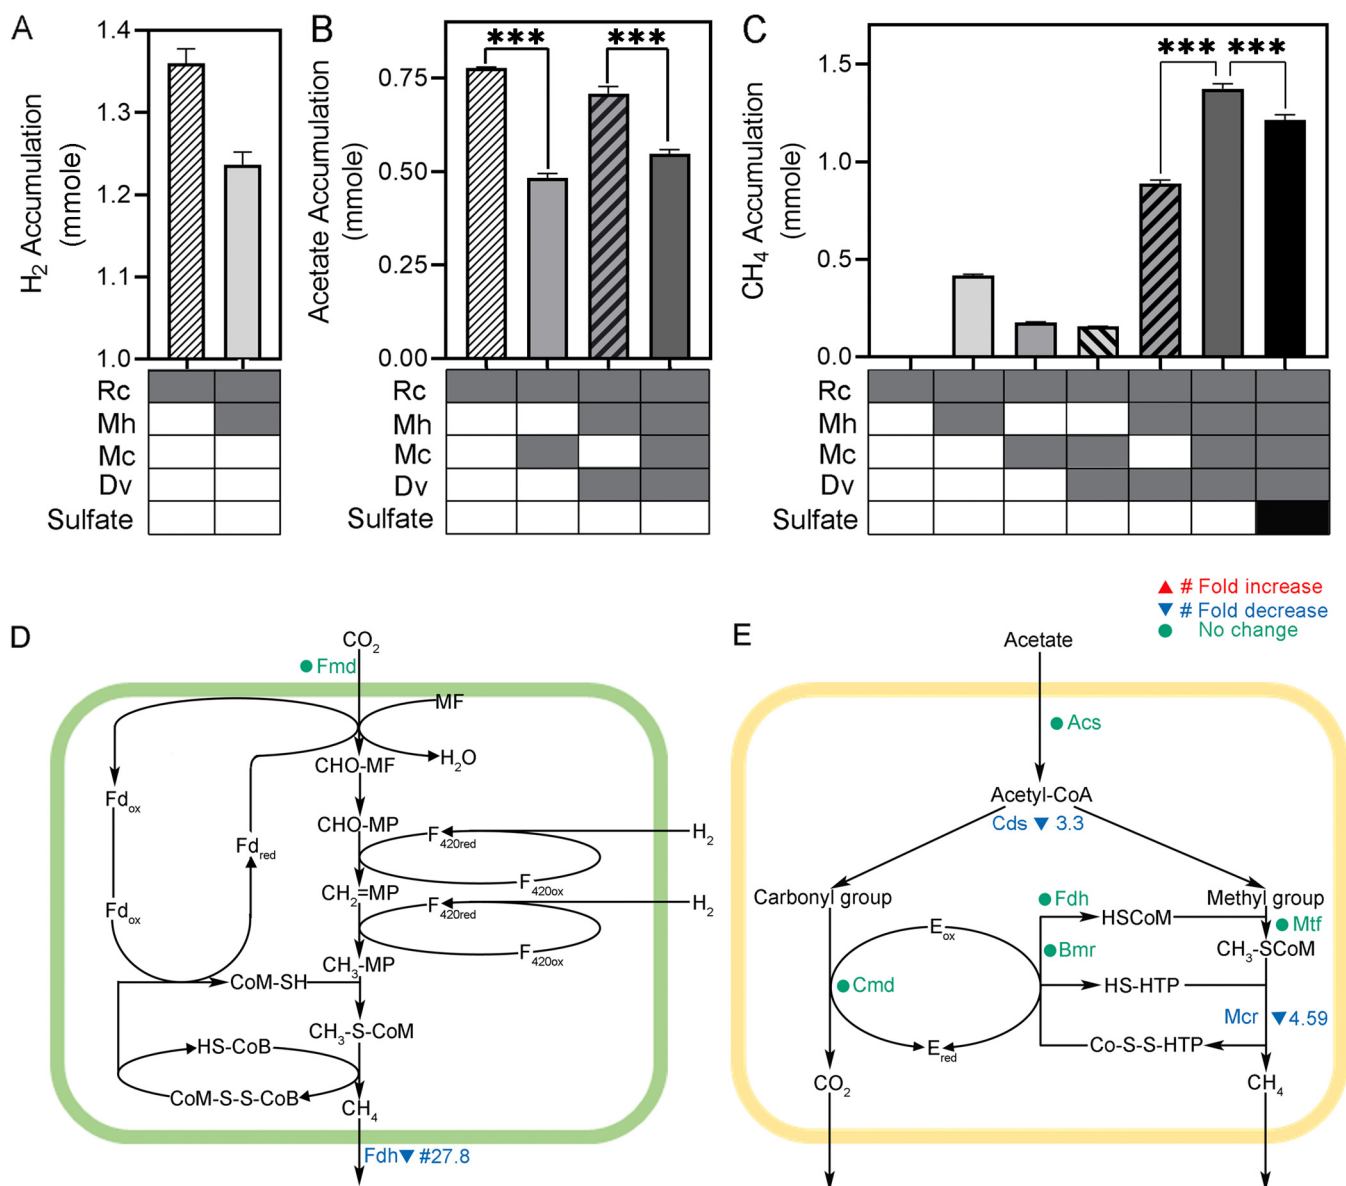 A
H2 Accumulation
(mmole)
1.4
1.3
1.2
1.1
1.0
Rc
Mh
Mc
Dv
Sulfate
B
Acetate Accumulation
(mmole)
0.75
0.50
0.25
0.00
*** ***
Rc
Mh
Mc
Dv
Sulfate
C
CH4 Accumulation
(mmole)
1.5
1.0
0.5
0.0
*** ***
Rc
Mh
Mc
Dv
Sulfate
▲ # Fold increase
▼ # Fold decrease
● No change
D
CO2
● Fmd
MF
H2O
CHO-MF
Fdox
Fdred
Fdox
CHO-MP
F420red
H2
F420ox
CH2=MP
F420red
H2
F420ox
CH3-MP
CoM-SH
CH3-S-CoM
HS-CoB
CoM-S-S-CoB
CH4
Fdh▼ #27.8
E
Acetate
● Acs
Acetyl-CoA
Cds ▼ 3.3
Carbonyl group
Methyl group
● Fdh
HSCoM
● Mtf
Eox
● Bmr
CH3-SCoM
● Cmd
HS-HTP
Mcr ▼4.59
Ered
Co-S-S-HTP
CO2
CH4